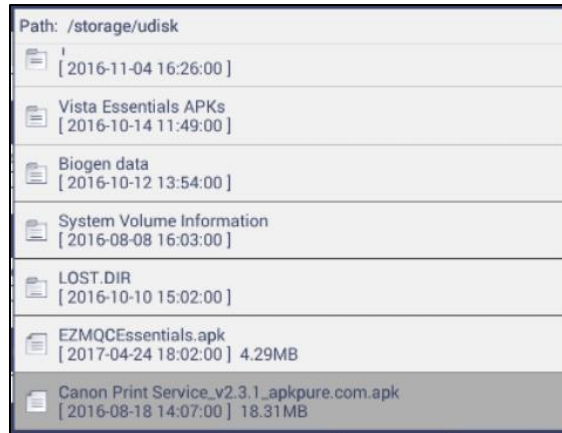 Path: /storage/udisk
[ 2016-11-04 16:26:00 ]
Vista Essentials APKs
[ 2016-10-14 11:49:00 ]
Biogen data
[ 2016-10-12 13:54:00 ]
System Volume Information
[ 2016-08-08 16:03:00 ]
LOST.DIR
[ 2016-10-10 15:02:00 ]
EZMQCEssentials.apk
[ 2017-04-24 18:02:00 ] 4.29MB
Canon Print Service_v2.3.1_apkpure.com.apk
[ 2016-08-18 14:07:00 ] 18.31MB